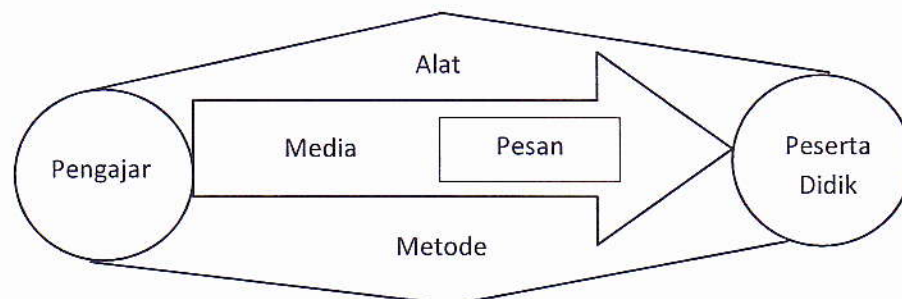 Alat
Pengajar
Media
Pesan
Peserta
Didik
Metode